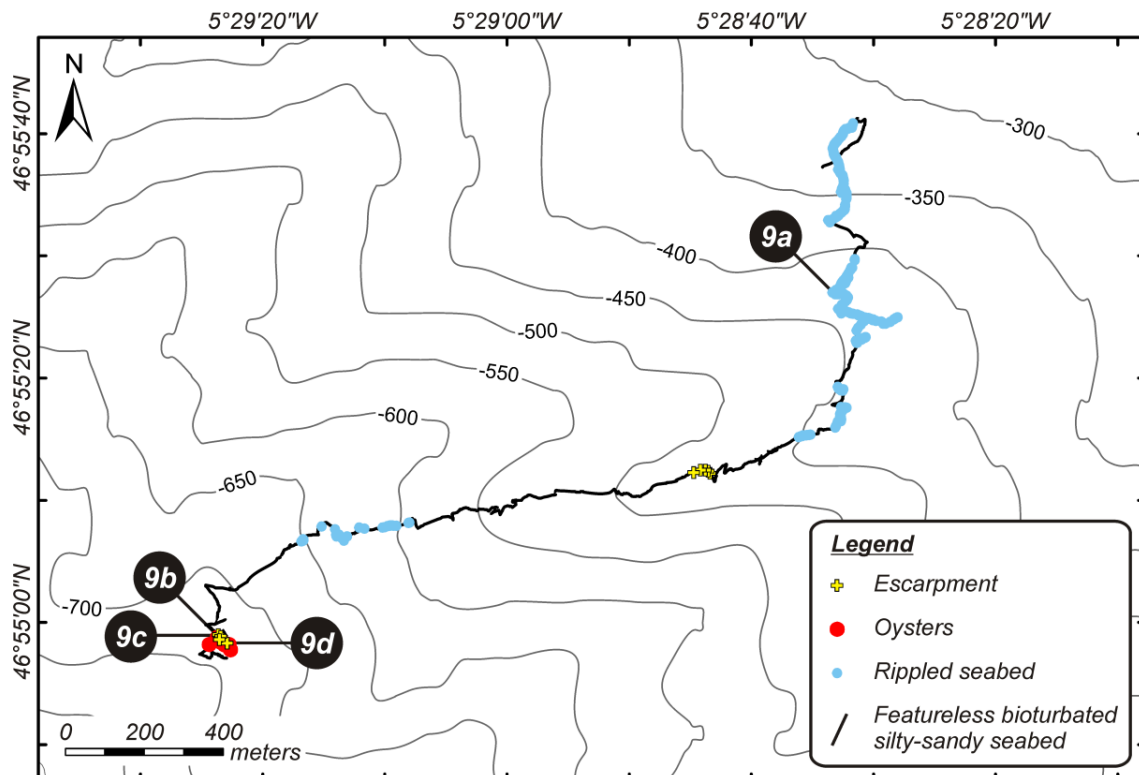 5°29'20"W
5°29'00"W
5°28'40"W
5°28'20"W
N
46°55'40"N
46°55'20"N
46°55'00"N
-300
-350
9a
-400
-450
-500
-550
-600
-650
-700
9b
9c
9d
Legend
Escarpment
Oysters
Rippled seabed
Featureless bioturbated
silty-sandy seabed
0 200 400
meters